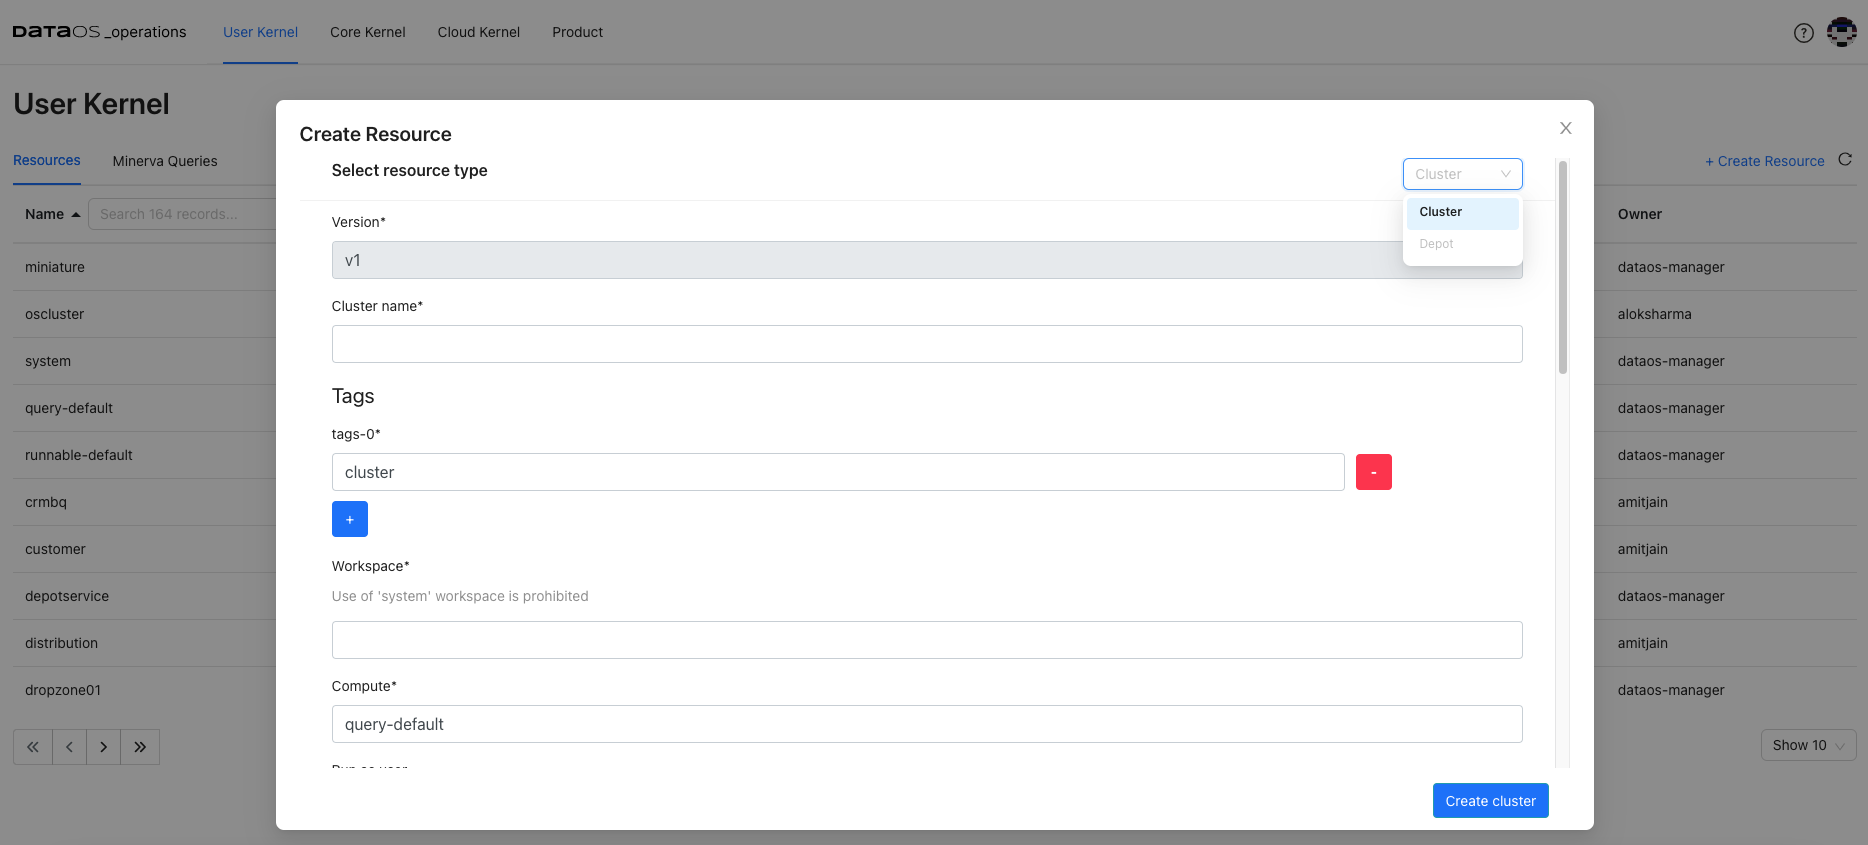 DATAOS _operations User Kernel Core Kernel Cloud Kernel Product ?
User Kernel
Resources Minerva Queries + Create Resource
Name Search 164 records... Owner
miniature dataos-manager
oscluster aloksharma
system dataos-manager
query-default dataos-manager
runnable-default dataos-manager
crmbq amitjain
customer amitjain
depotservice dataos-manager
distribution amitjain
dropzone01 dataos-manager
Show 10
Create Resource
Select resource type Cluster
Cluster
Depot
Version*
v1
Cluster name*
Tags
tags-0*
cluster -
+
Workspace*
Use of 'system' workspace is prohibited
Compute*
query-default
Run as user
Create cluster